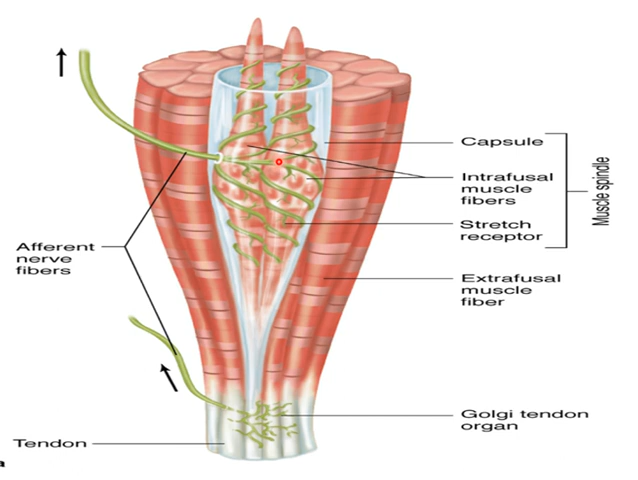 Capsule
Intrafusal
muscle
fibers
Muscle spindle
Stretch
receptor
Afferent
nerve
fibers
Extrafusal
muscle
fiber
Golgi tendon
organ
Tendon
a